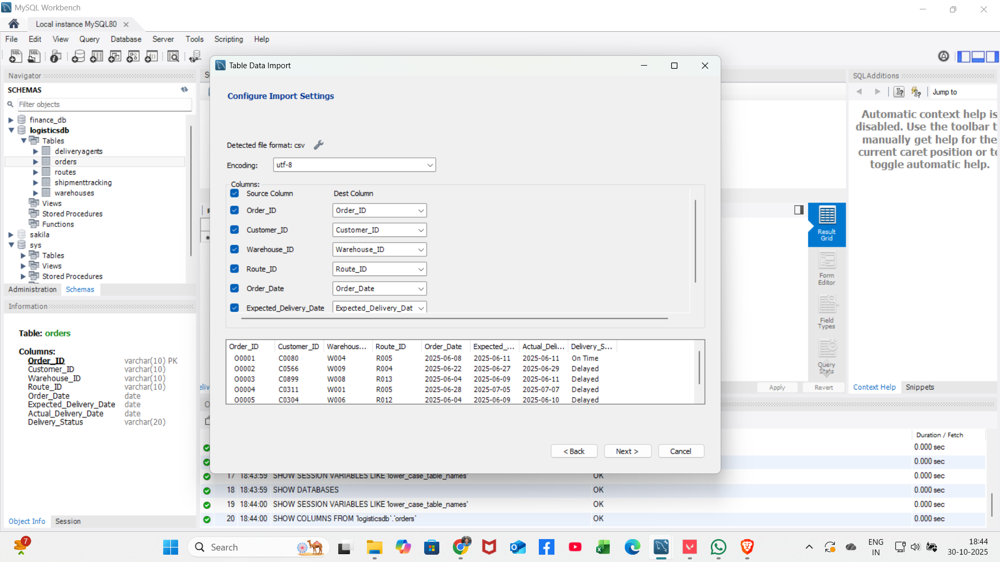 MySQL Workbench
Local instance MySQL80
File Edit View Query Database Server Tools Scripting Help
Navigator
SCHEMAS
Filter objects
finance_db
logisticsdb
Tables
deliveryagents
orders
routes
shipmenttracking
warehouses
Views
Stored Procedures
Functions
sakila
sys
Tables
Views
Stored Procedures
Administration Schemas
Information
Table: orders
Columns:
Order_ID varchar(10) PK
Customer_ID varchar(10)
Warehouse_ID varchar(10)
Route_ID varchar(10)
Order_Date date
Expected_Delivery_Date date
Actual_Delivery_Date date
Delivery_Status varchar(20)
Object Info Session
Table Data Import
Configure Import Settings
Detected file format: csv
Encoding: utf-8
Columns:
Source Column Dest Column
Order_ID Order_ID
Customer_ID Customer_ID
Warehouse_ID Warehouse_ID
Route_ID Route_ID
Order_Date Order_Date
Expected_Delivery_Date Expected_Delivery_Dat
Order_ID Customer_ID Warehous... Route_ID Order_Date Expected_... Actual_Deli... Delivery_S...
O0001 C0080 W004 R005 2025-06-08 2025-06-11 2025-06-11 On Time
O0002 C0566 W009 R004 2025-06-22 2025-06-27 2025-06-29 Delayed
O0003 C0899 W008 R013 2025-06-04 2025-06-09 2025-06-11 Delayed
O0004 C0311 W001 R005 2025-06-28 2025-07-05 2025-07-07 Delayed
O0005 C0304 W006 R012 2025-06-04 2025-06-09 2025-06-10 Delayed
< Back Next > Cancel
Result
Grid
Form
Editor
Field
Types
Query
Stats
Apply Revert
SQLAdditions
Jump to
Automatic context help is
disabled. Use the toolbar t
manually get help for the
current caret position or to
toggle automatic help.
Context Help Snippets
Duration / Fetch
0.000 sec
0.000 sec
17 18:43:59 SHOW SESSION VARIABLES LIKE 'lower_case_table_names' OK 0.000 sec
18 18:43:59 SHOW DATABASES OK 0.000 sec
19 18:44:00 SHOW SESSION VARIABLES LIKE 'lower_case_table_names' OK 0.000 sec
20 18:44:00 SHOW COLUMNS FROM `logisticsdb`.`orders` OK 0.000 sec
7
Search
ENG
IN
18:44
30-10-2025